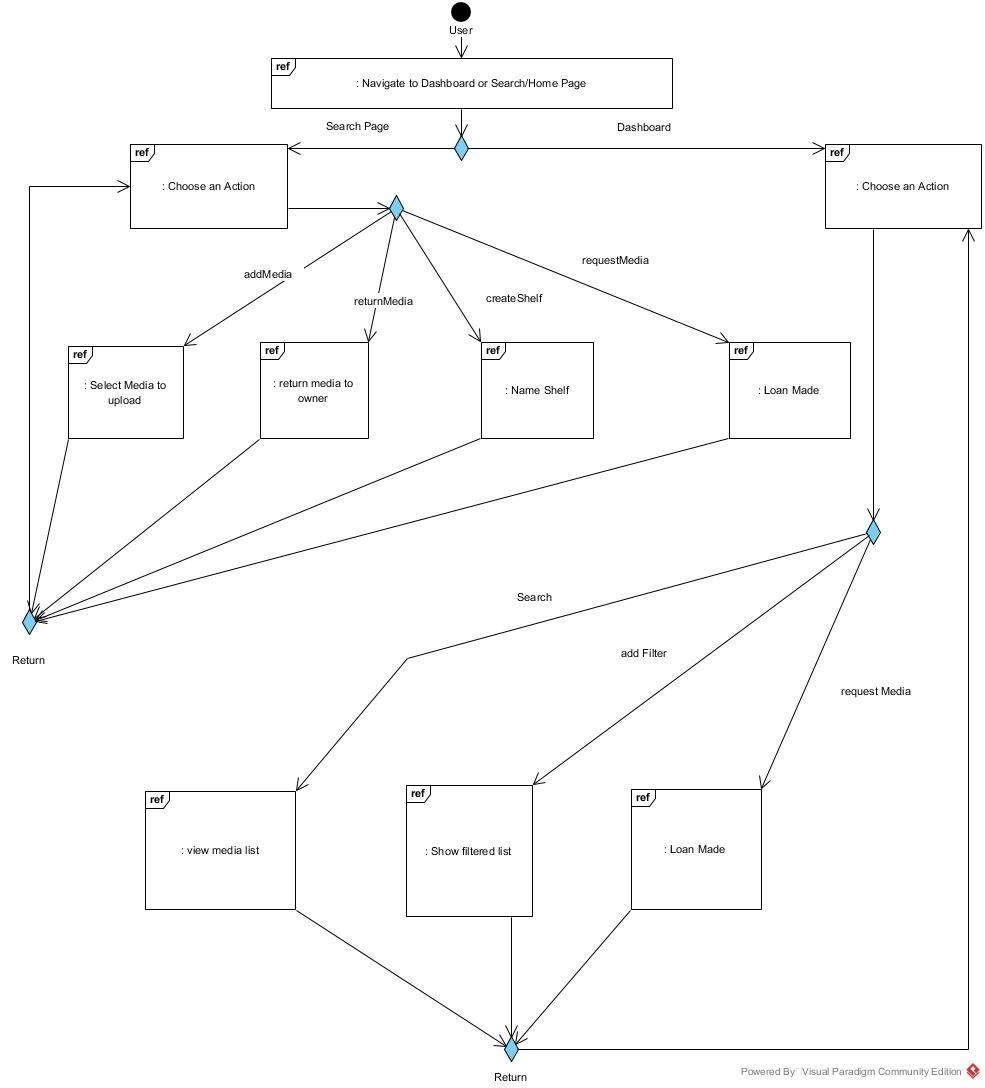 User
ref
: Navigate to Dashboard or Search/Home Page
Search Page
Dashboard
ref
: Choose an Action
ref
: Choose an Action
addMedia
returnMedia
createShelf
requestMedia
ref
: Select Media to
upload
ref
: return media to
owner
ref
: Name Shelf
ref
: Loan Made
Return
Search
add Filter
request Media
ref
: view media list
ref
: Show filtered list
ref
: Loan Made
Return
Powered By Visual Paradigm Community Edition